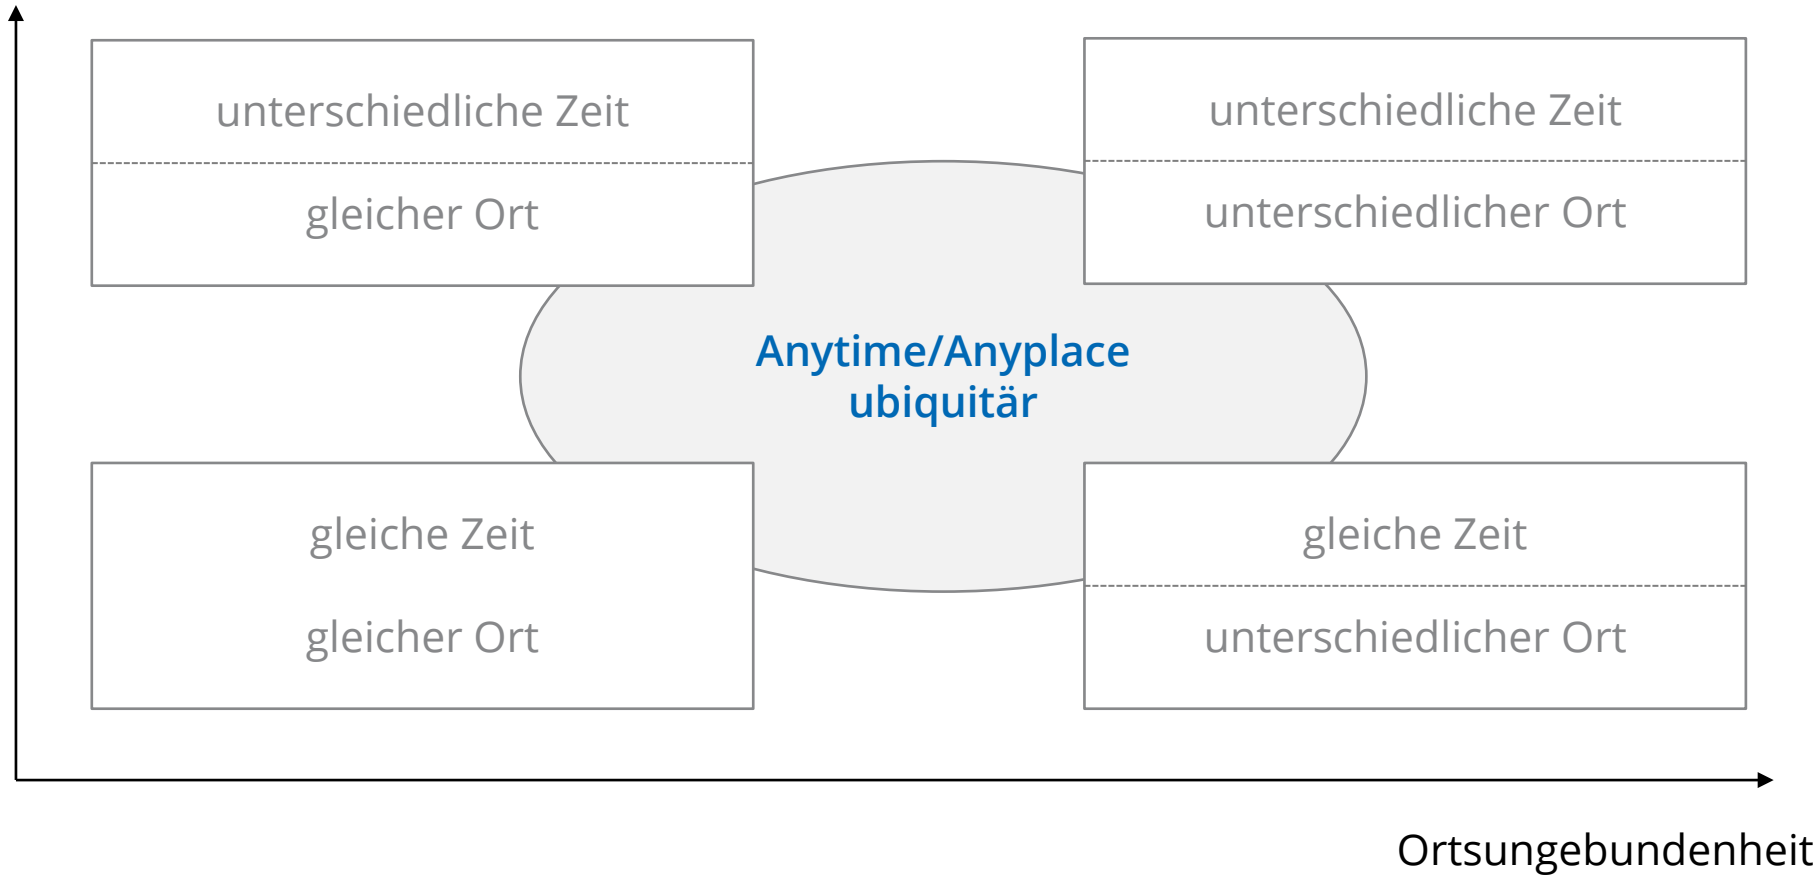 unterschiedliche Zeit
gleicher Ort
unterschiedliche Zeit
unterschiedlicher Ort
Anytime/Anyplace
ubiquitär
gleiche Zeit
gleicher Ort
gleiche Zeit
unterschiedlicher Ort
Ortsungebundenheit